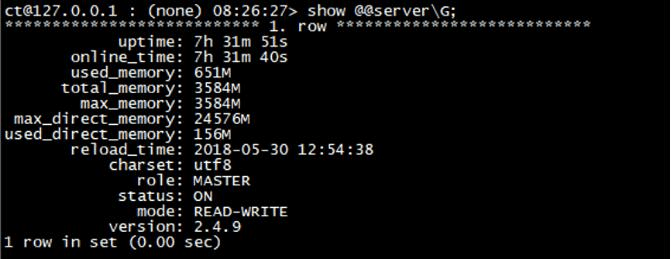 ct@127.0.0.1 : (none) 08:26:27> show @@server\G;
*************************** 1. row ***************************
uptime: 7h 31m 51s
online_time: 7h 31m 40s
used_memory: 651M
total_memory: 3584M
max_memory: 3584M
max_direct_memory: 24576M
used_direct_memory: 156M
reload_time: 2018-05-30 12:54:38
charset: utf8
role: MASTER
status: ON
mode: READ-WRITE
version: 2.4.9
1 row in set (0.00 sec)